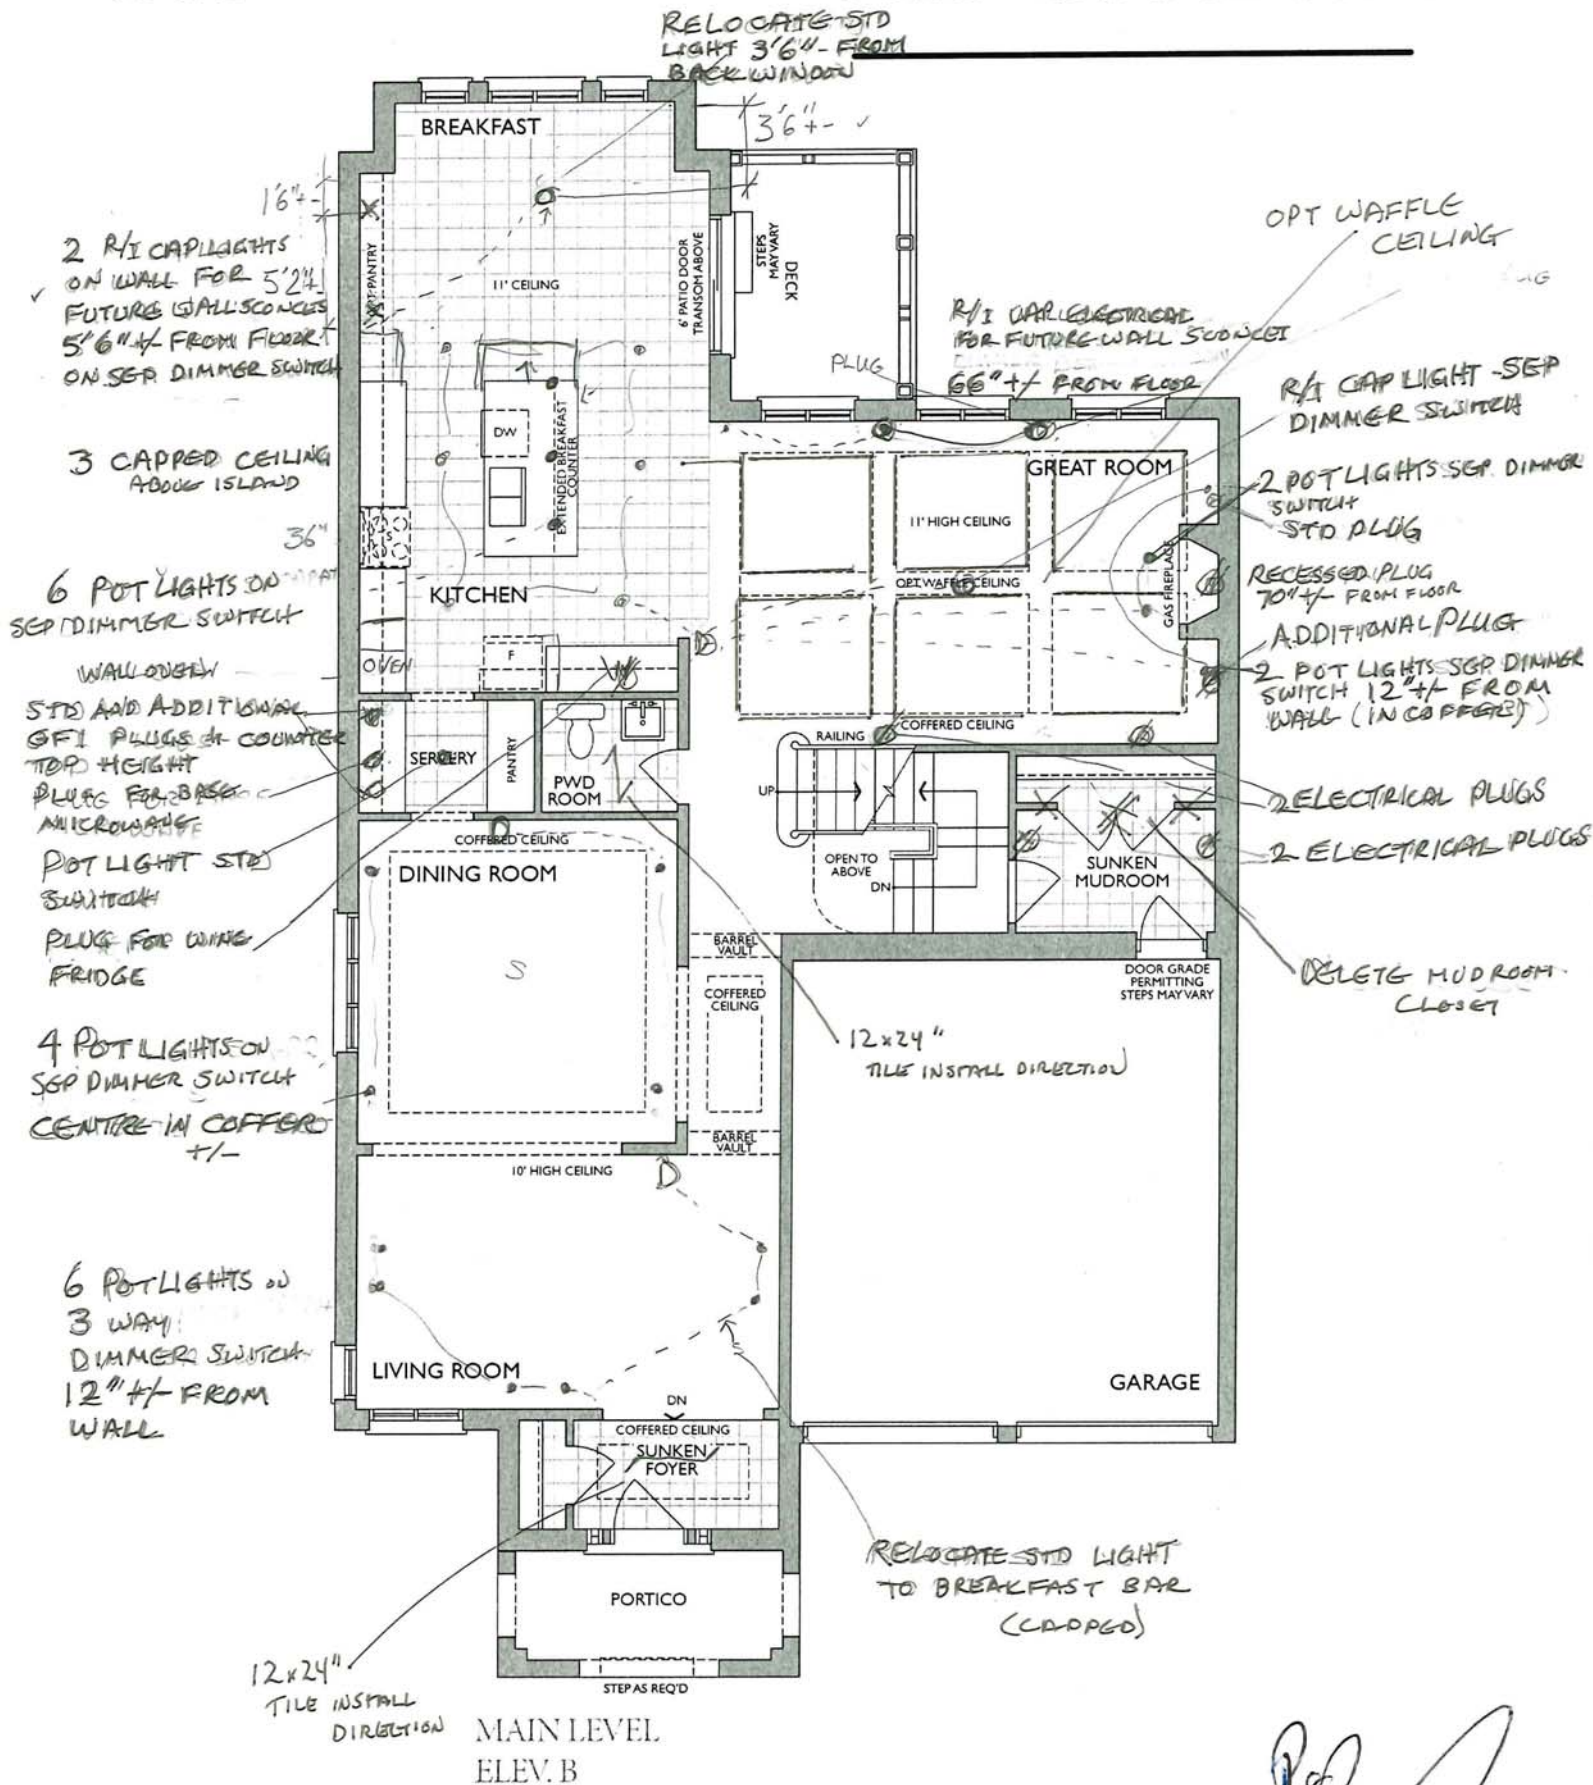 RELOCATE STD
LIGHT 3'6" - FROM
BACK WINDOW
3'6" +-
BREAKFAST
1'6" +-
2 R/I CAP LIGHTS
ON WALL FOR 5'2" +-
FUTURE WALL SCONCES
5'6" +/- FROM FLOOR
ON SEP DIMMER SWITCH
PANTRY
11' CEILING
6' PATIO DOOR
TRANSOM ABOVE
STEPS
MAY VARY
DECK
OPT WAFFLE
CEILING
R/I CAP ELECTRICAL
FOR FUTURE WALL SCONCE
66" +/- FROM FLOOR
PLUG
R/I CAP LIGHT - SEP
DIMMER SWITCH
3 CAPPED CEILING
ABOVE ISLAND
DW
EXTENDED BREAKFAST
COUNTER
GREAT ROOM
11' HIGH CEILING
OPT. WAFFLE CEILING
GAS FIREPLACE
2 POT LIGHTS SEP. DIMMER
SWITCH
STD PLUG
RECESSED PLUG
70" +/- FROM FLOOR
ADDITIONAL PLUG
2 POT LIGHTS SEP DIMMER
SWITCH 12" +/- FROM
WALL (IN COFFER)
36"
S
6 POT LIGHTS ON
SEP DIMMER SWITCH
KITCHEN
WALL OVEN
OVEN
F
W
D
STD AND ADDITIONAL
GFI PLUGS @ COUNTER
TOP HEIGHT
PLUG FOR BASE
MICROWAVE
POT LIGHT STD
SWITCH
PLUG FOR WINE
FRIDGE
SERVERY
PANTRY
PWD
ROOM
RAILING
COFFERED CEILING
UP
OPEN TO
ABOVE
DN
SUNKEN
MUDROOM
2 ELECTRICAL PLUGS
2 ELECTRICAL PLUGS
COFFERED CEILING
DINING ROOM
S
BARREL
VAULT
COFFERED
CEILING
BARREL
VAULT
DOOR GRADE
PERMITTING
STEPS MAY VARY
DELETE MUDROOM
CLOSET
12x24"
TILE INSTALL DIRECTION
4 POT LIGHTS ON
SEP DIMMER SWITCH
CENTRE IN COFFER
+/-
10' HIGH CEILING
D
6 POT LIGHTS ON
3 WAY
DIMMER SWITCH
12" +/- FROM
WALL
LIVING ROOM
GARAGE
DN
COFFERED CEILING
SUNKEN
FOYER
PORTICO
RELOCATE STD LIGHT
TO BREAKFAST BAR
(CAPPED)
STEP AS REQ'D
12x24"
TILE INSTALL
DIRECTION
MAIN LEVEL
ELEV. B